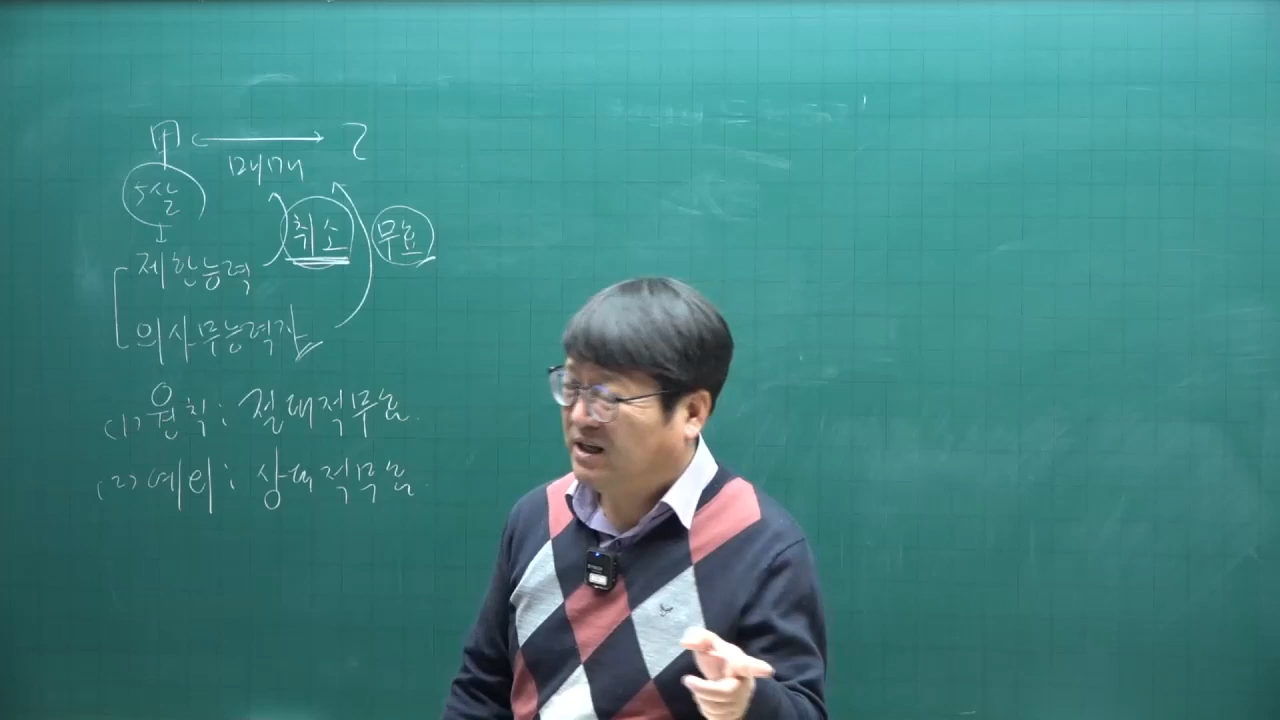 甲 ↔ 乙
매매
5살
취소 무효
제한능력
의사무능력자
(1) 원칙: 절대적무효.
(2) 예외: 상대적무효.